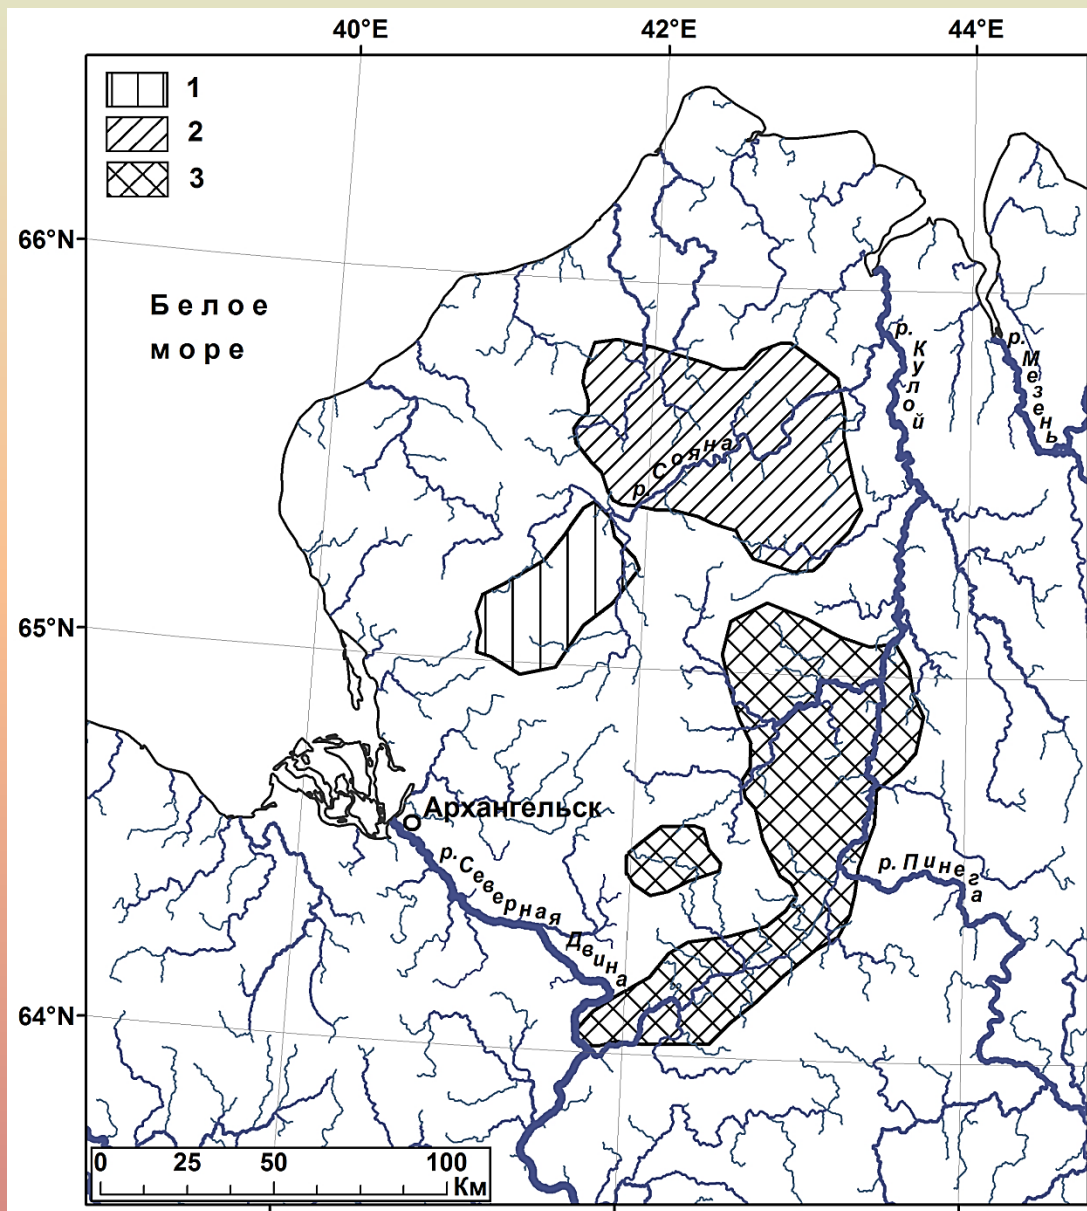 40°E 42°E 44°E
1
2
3
66°N
Белое
море
р. Кулой
р. Мезень
р. Сояна
65°N
Архангельск
р. Северная Двина
р. Пинега
64°N
0 25 50 100
Км